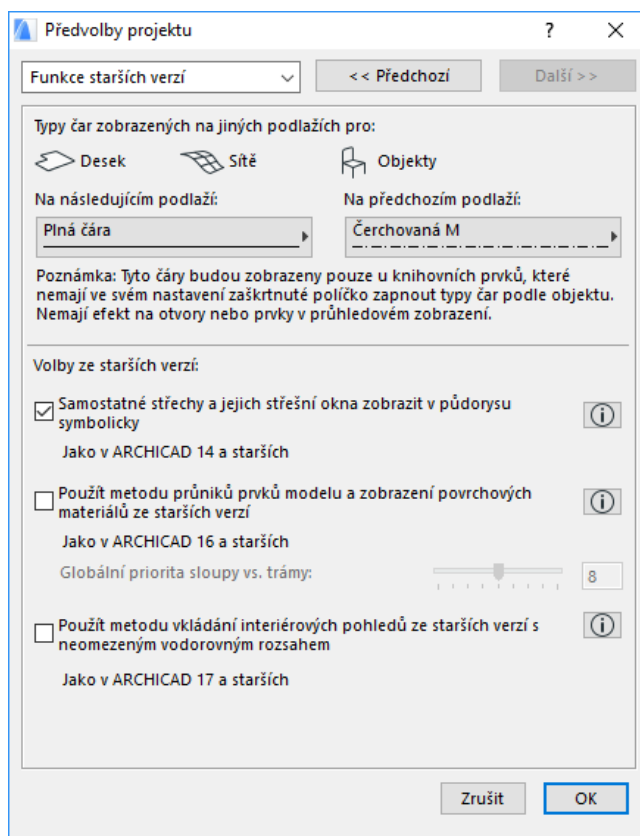 Předvolby projektu
?
Funkce starších verzí
<< Předchozí
Další >>
Typy čar zobrazených na jiných podlažích pro:
Desek
Sítě
Objekty
Na následujícím podlaží:
Na předchozím podlaží:
Plná čára
Čerchovaná M
Poznámka: Tyto čáry budou zobrazeny pouze u knihovních prvků, které
nemají ve svém nastavení zaškrtnuté políčko zapnout typy čar podle objektu.
Nemají efekt na otvory nebo prvky v průhledovém zobrazení.
Volby ze starších verzí:
Samostatné střechy a jejich střešní okna zobrazit v půdorysu
symbolicky
Jako v ARCHICAD 14 a starších
Použít metodu průniků prvků modelu a zobrazení povrchových
materiálů ze starších verzí
Jako v ARCHICAD 16 a starších
Globální priorita sloupy vs. trámy:
8
Použít metodu vkládání interiérových pohledů ze starších verzí s
neomezeným vodorovným rozsahem
Jako v ARCHICAD 17 a starších
Zrušit
OK